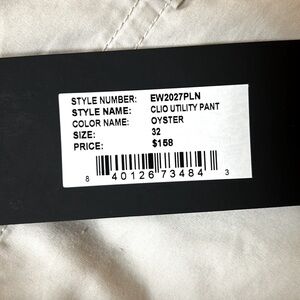 STYLE NUMBER: EW2027PLN
STYLE NAME: CLIO UTILITY PANT
COLOR NAME: OYSTER
SIZE: 32
PRICE: $158
8 40126 73484 3